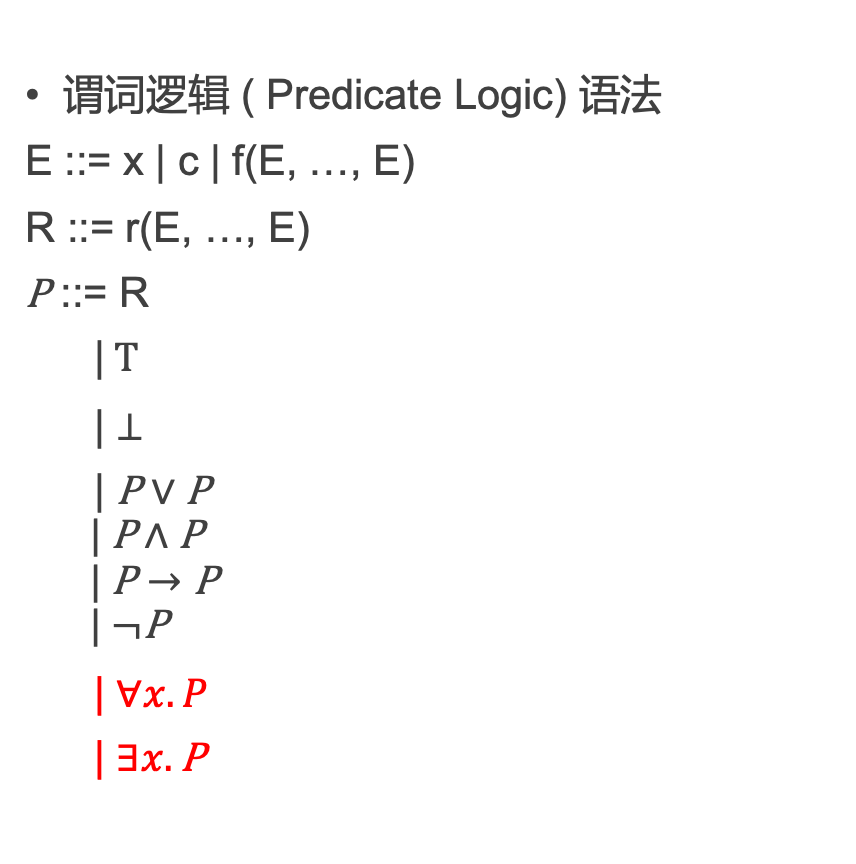 • 谓词逻辑 ( Predicate Logic) 语法
E ::= x | c | f(E, …, E)
R ::= r(E, …, E)
𝑃 ::= R
| T
| ⊥
| 𝑃 ∨ 𝑃
| 𝑃 ∧ 𝑃
| 𝑃 → 𝑃
| ¬𝑃
| ∀𝑥. 𝑃
| ∃𝑥. 𝑃